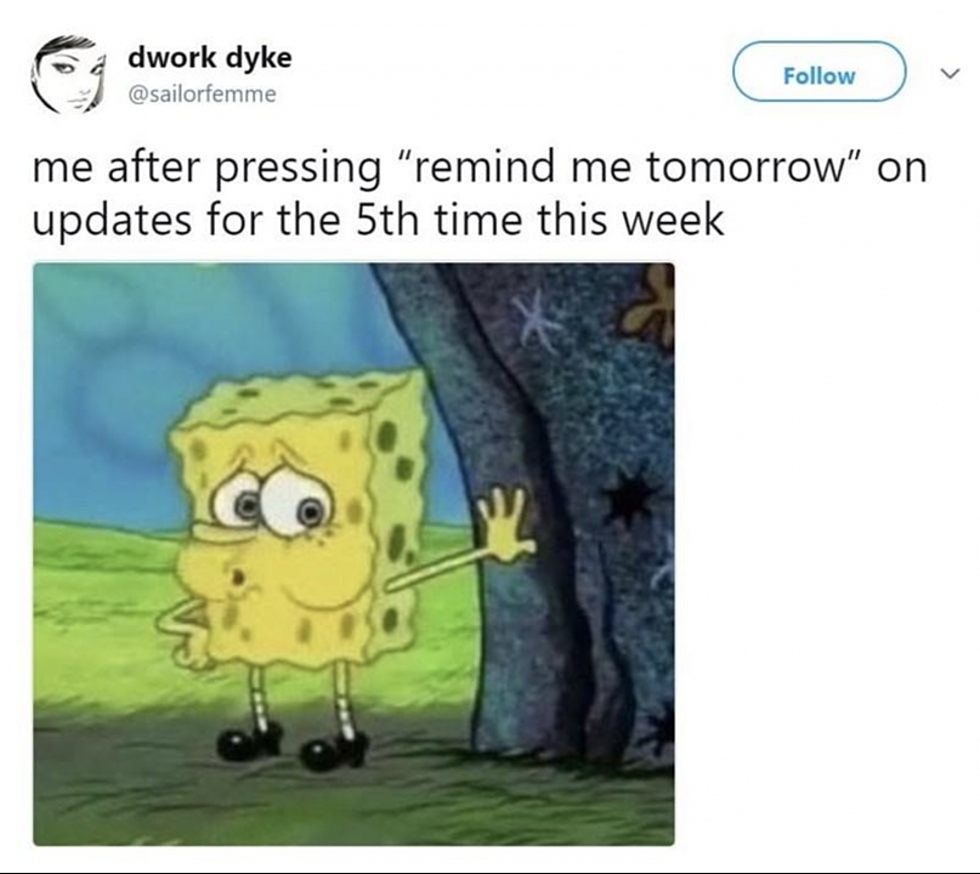 dwork dyke
@sailorfemme
Follow
me after pressing “remind me tomorrow” on
updates for the 5th time this week